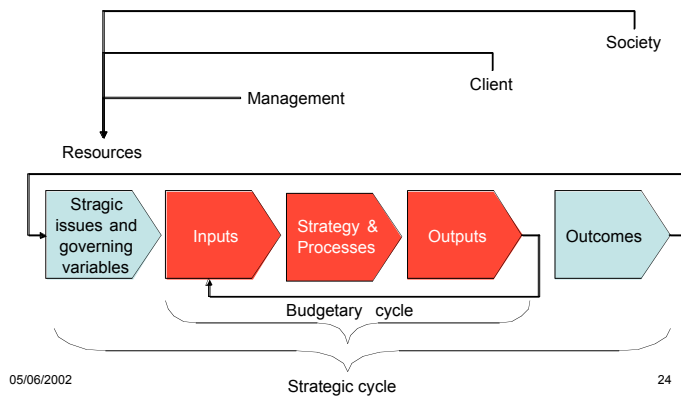 Society
Client
Management
Resources
Stragic
issues and
governing
variables
Inputs
Strategy &
Processes
Outputs
Outcomes
Budgetary cycle
Strategic cycle
05/06/2002
24